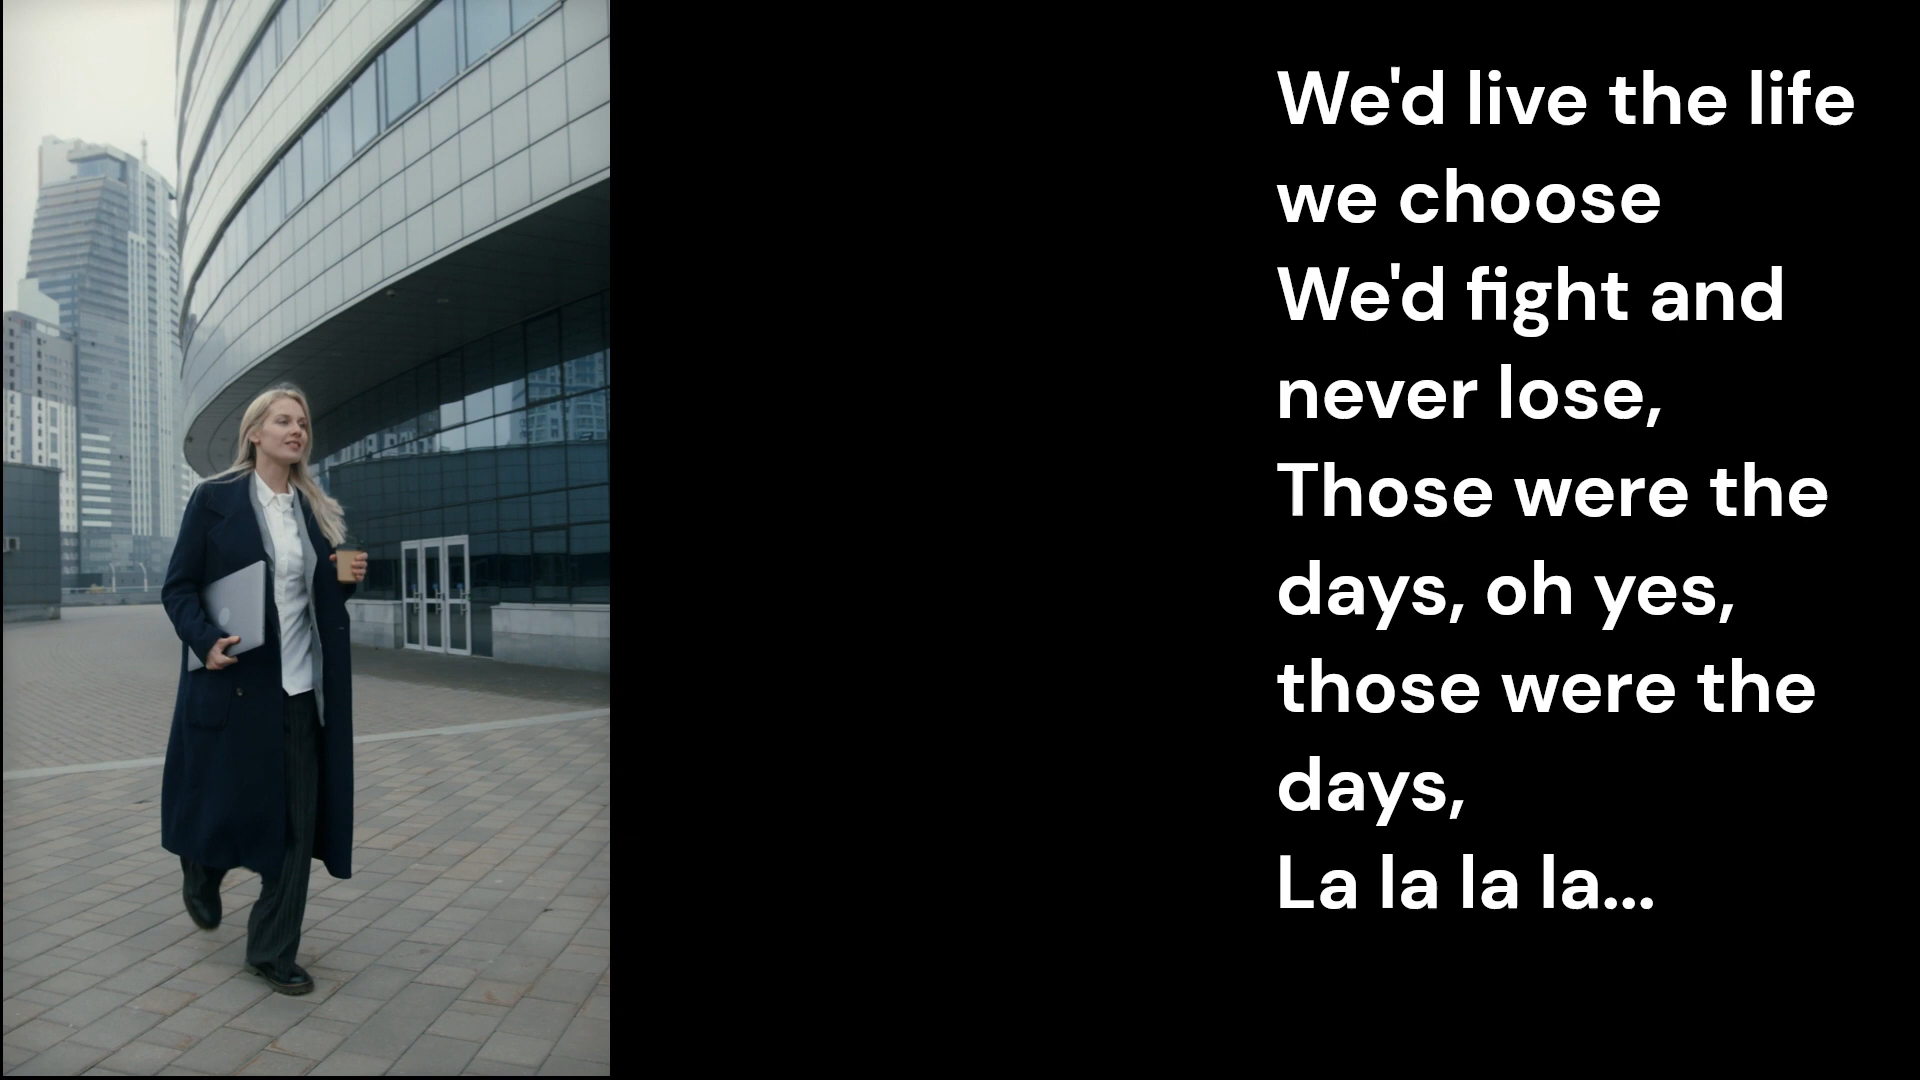 We'd live the life
we choose
We'd fight and
never lose,
Those were the
days, oh yes,
those were the
days,
La la la la...